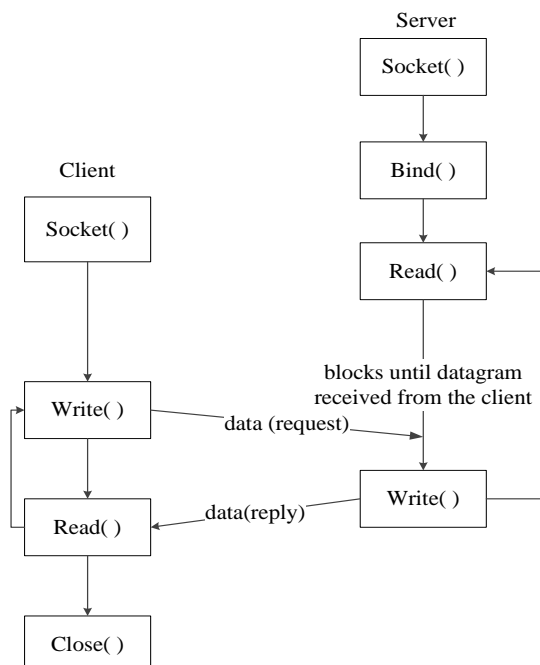 Server
Socket( )
Bind( )
Client
Socket( )
Read( )
blocks until datagram
received from the client
Write( )
data (request)
Write( )
data(reply)
Read( )
Close( )